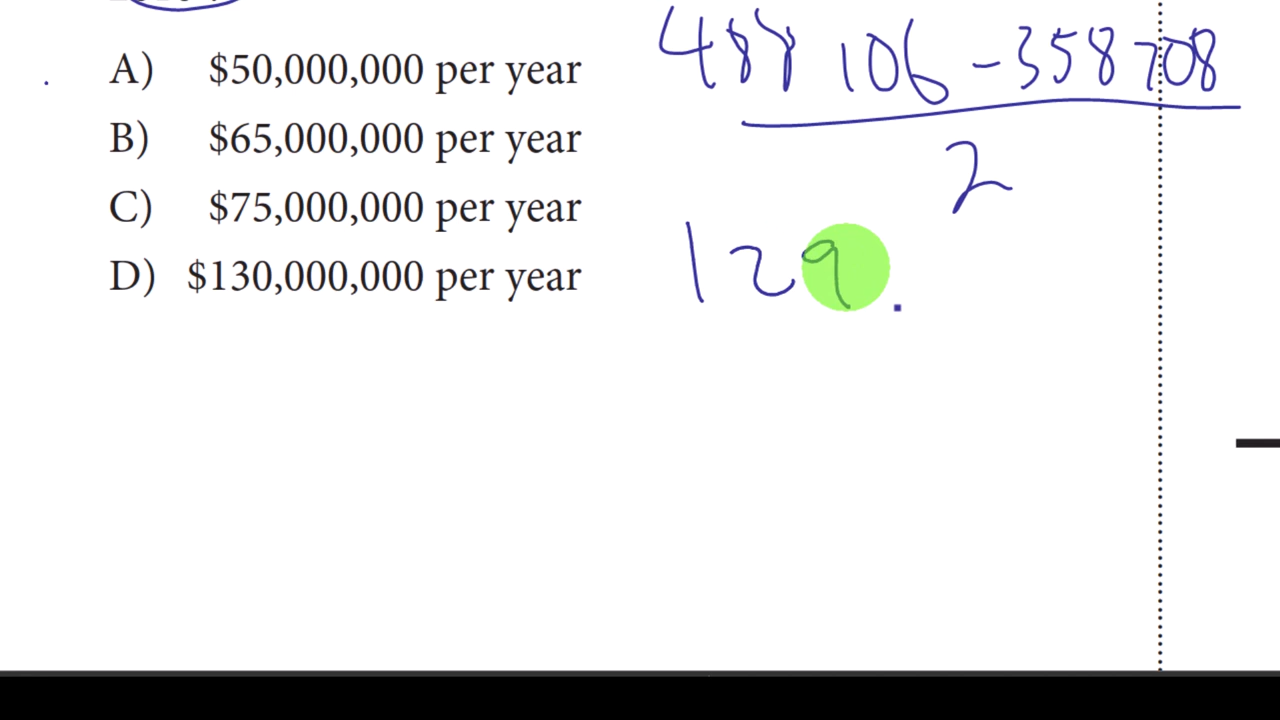 A) $50,000,000 per year
B) $65,000,000 per year
C) $75,000,000 per year
D) $130,000,000 per year
488 106 - 358 708
2
129.